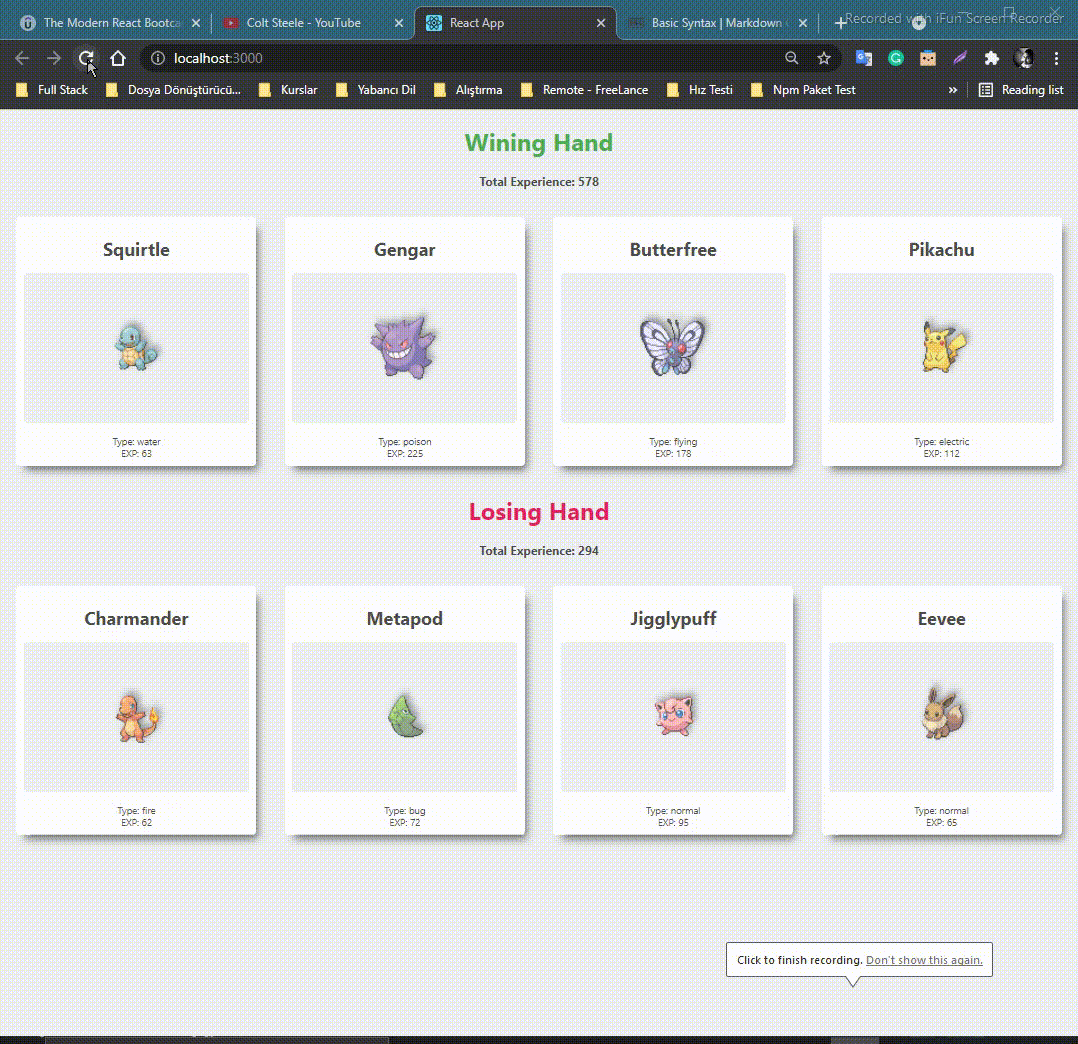 The Modern React Bootca
Colt Steele - YouTube
React App
Basic Syntax | Markdown
Recorded with iFun Screen Recorder
localhost:3000
Full Stack
Dosya Dönüştürücü...
Kurslar
Yabancı Dil
Alıştırma
Remote - FreeLance
Hız Testi
Npm Paket Test
»
Reading list
Wining Hand
Total Experience: 578
Squirtle
Gengar
Butterfree
Pikachu
Type: water
EXP: 63
Type: poison
EXP: 225
Type: flying
EXP: 178
Type: electric
EXP: 112
Losing Hand
Total Experience: 294
Charmander
Metapod
Jigglypuff
Eevee
Type: fire
EXP: 62
Type: bug
EXP: 72
Type: normal
EXP: 95
Type: normal
EXP: 65
Click to finish recording. Don't show this again.